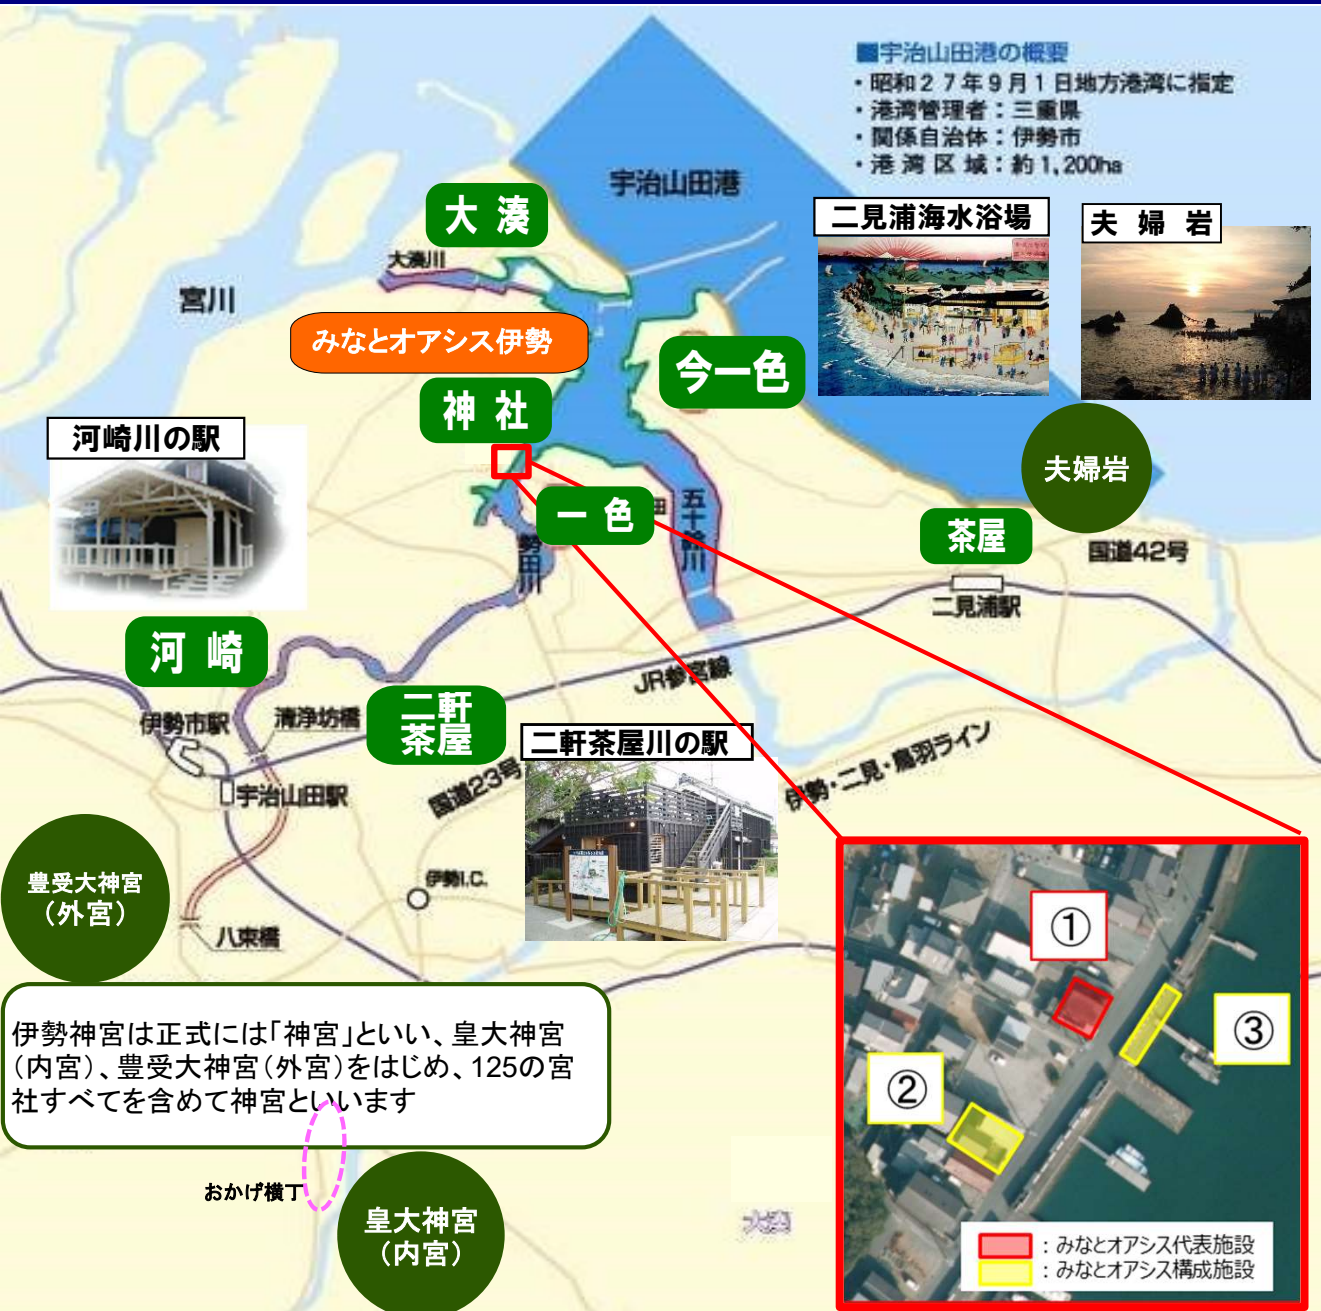 ■宇治山田港の概要
・昭和27年9月1日地方港湾に指定
・港湾管理者：三重県
・関係自治体：伊勢市
・港湾区域：約1,200ha
宇治山田港
大湊
二見浦海水浴場
夫婦岩
大湊川
宮川
みなとオアシス伊勢
今一色
神社
河崎川の駅
夫婦岩
一色
田
五十鈴川
茶屋
国道42号
勢田川
二見浦駅
河崎
JR参宮線
二軒
茶屋
伊勢市駅
清浄坊橋
二軒茶屋川の駅
国道23号
伊勢・二見・鳥羽ライン
宇治山田駅
豊受大神宮
（外宮）
伊勢I.C.
八束橋
①
③
②
伊勢神宮は正式には「神宮」といい、皇大神宮
（内宮）、豊受大神宮（外宮）をはじめ、125の宮
社すべてを含めて神宮といいます
おかげ横丁
皇大神宮
（内宮）
大湊
：みなとオアシス代表施設
：みなとオアシス構成施設